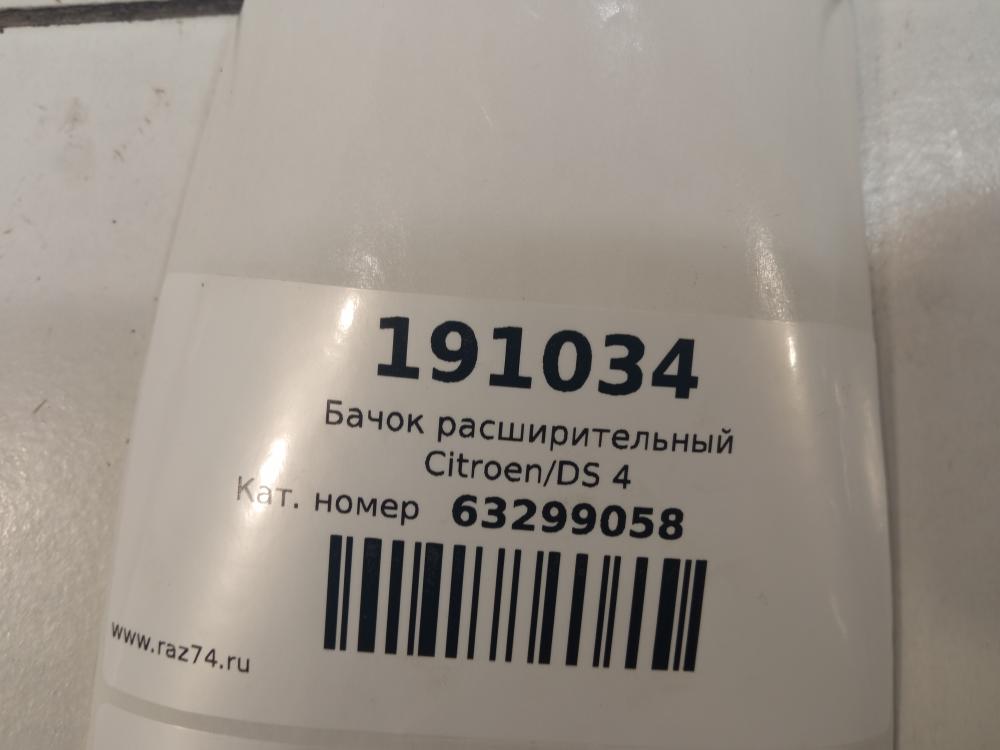 191034
Бачок расширительный
Citroen/DS 4
Кат. номер 63299058
www.raz74.ru